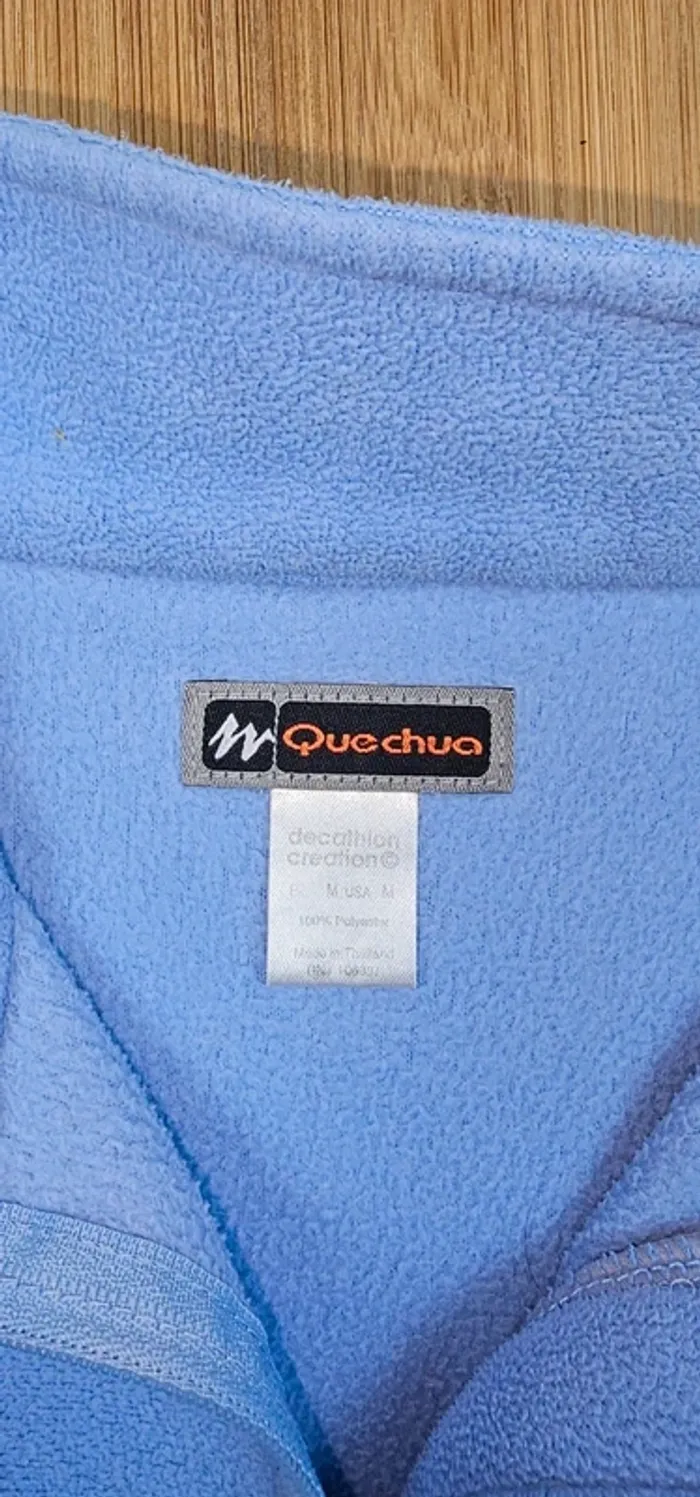 Quechua
decathlon
creation©
M USA M
100% Polyester
Made in Thailand